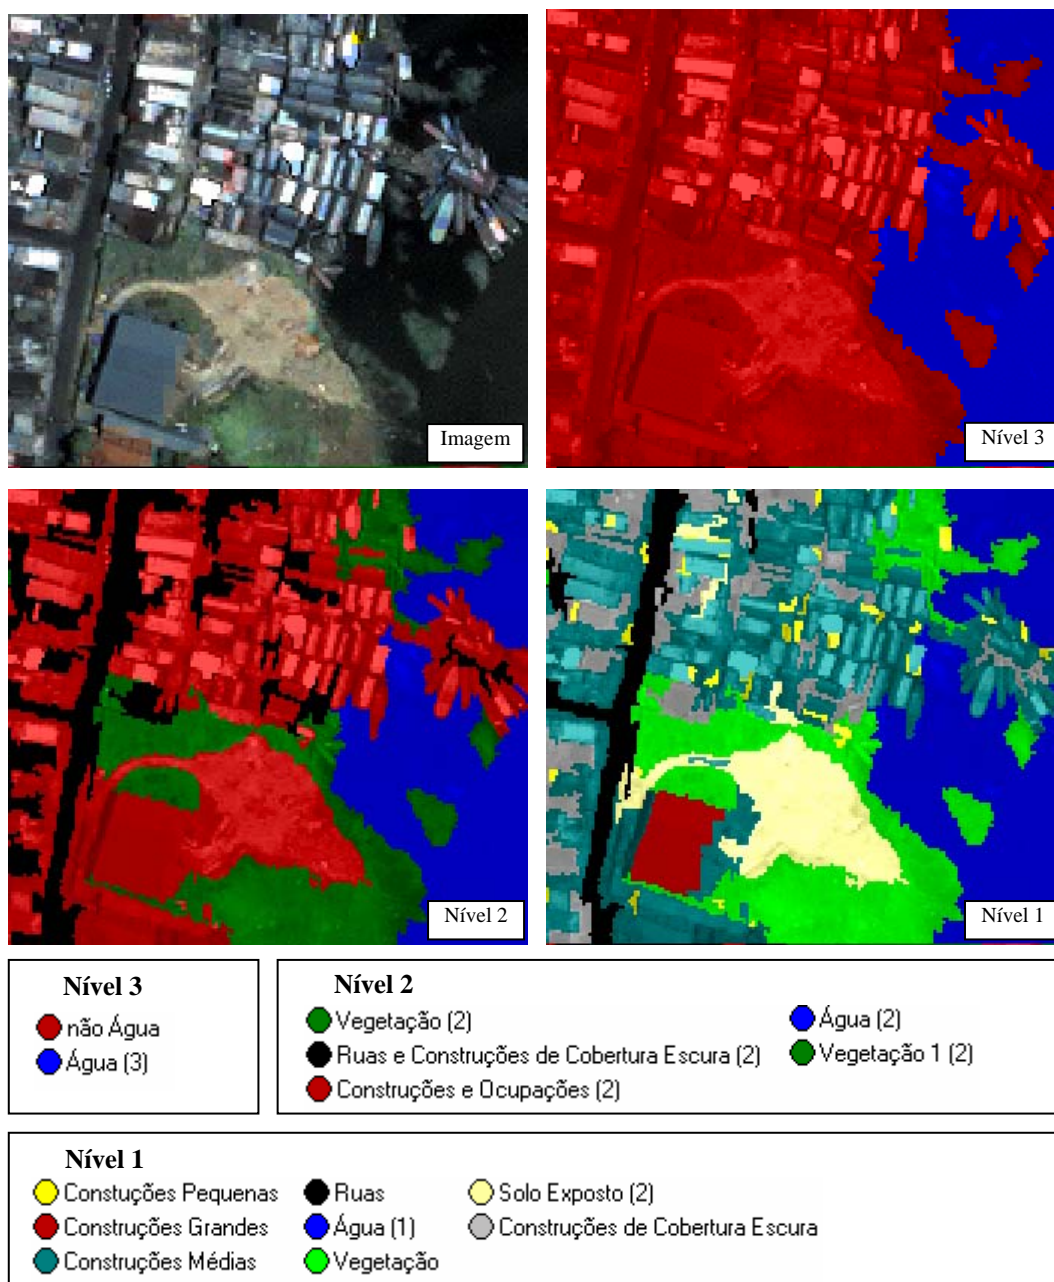 Imagem
Nível 3
Nível 2
Nível 1
Nível 3
não Água
Água (3)
Nível 2
Vegetação (2)
Água (2)
Ruas e Construções de Cobertura Escura (2)
Vegetação 1 (2)
Construções e Ocupações (2)
Nível 1
Constuções Pequenas
Ruas
Solo Exposto (2)
Construções Grandes
Água (1)
Construções de Cobertura Escura
Construções Médias
Vegetação